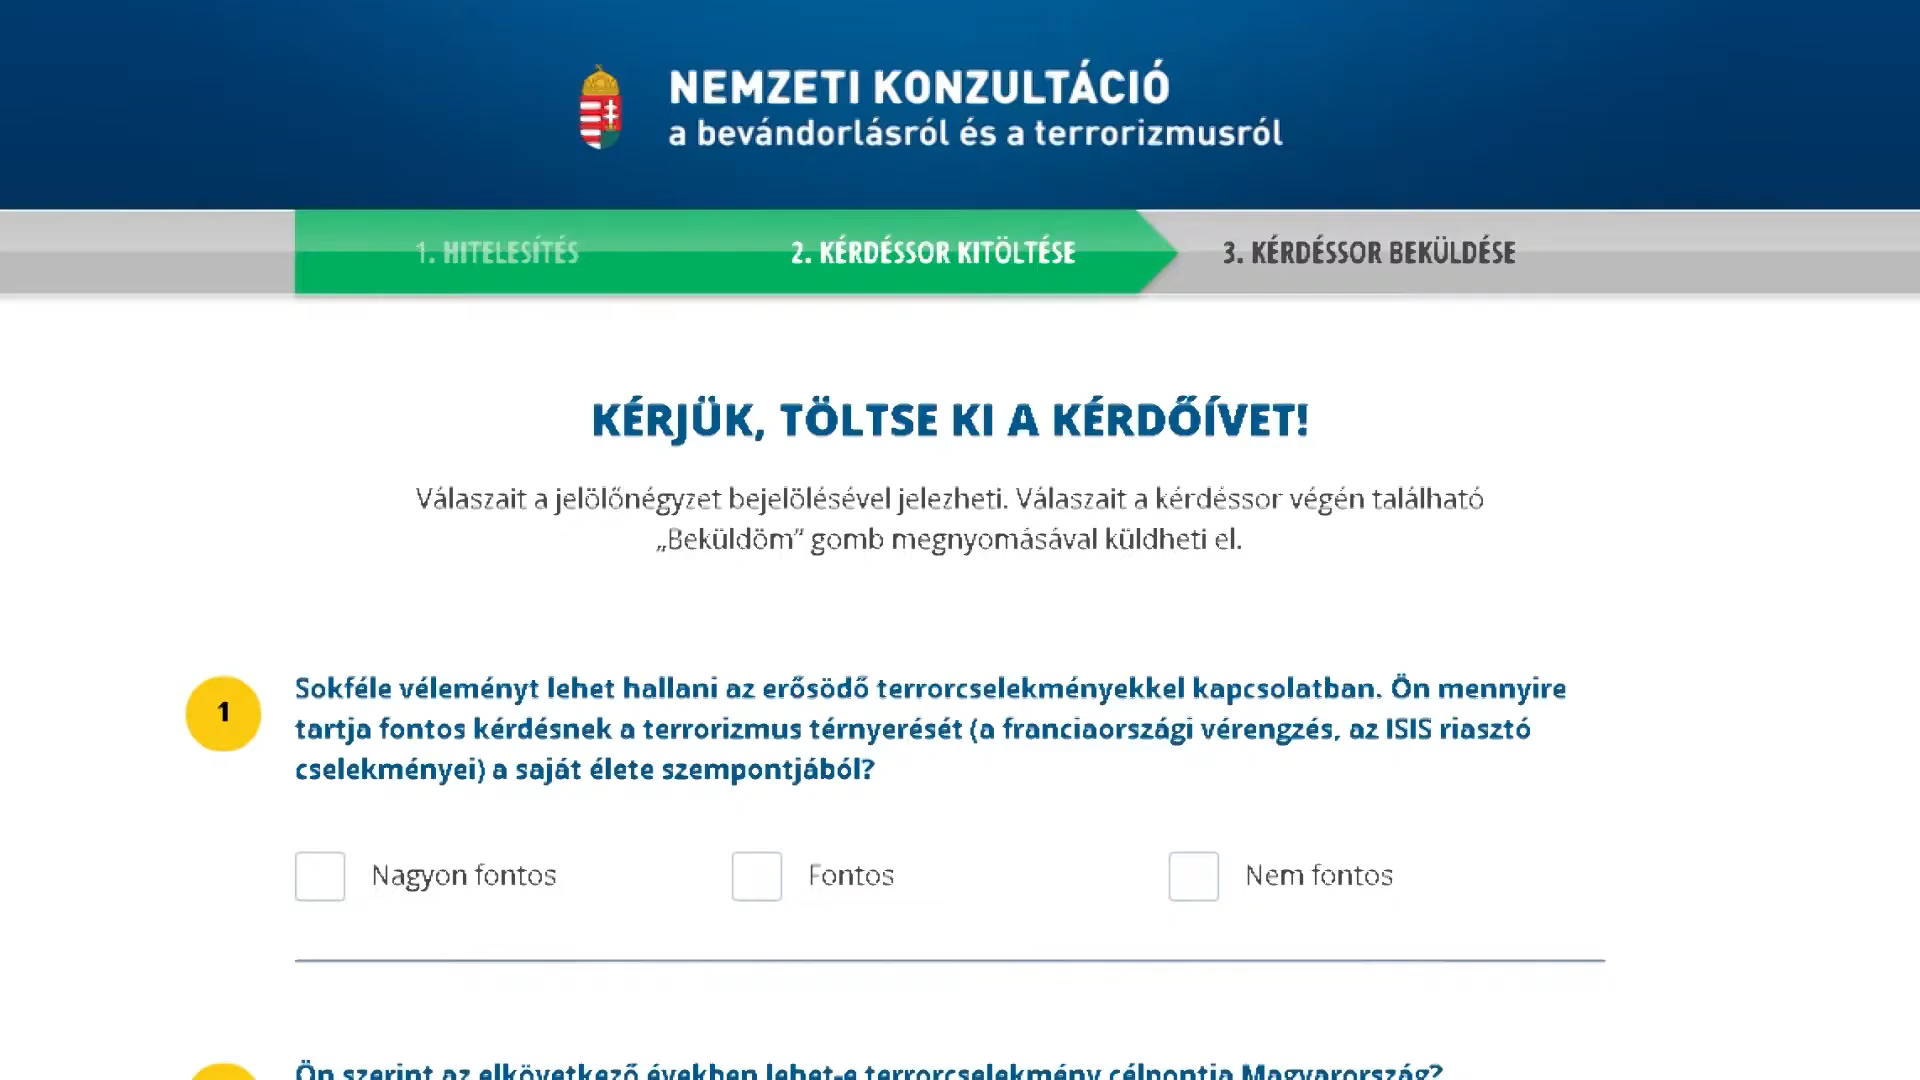 NEMZETI KONZULTÁCIÓ
a bevándorlásról és a terrorizmusról
1. HITELESÍTÉS
2. KÉRDÉSSOR KITÖLTÉSE
3. KÉRDÉSSOR BEKÜLDÉSE
KÉRJÜK, TÖLTSE KI A KÉRDŐÍVET!
Válaszait a jelölőnégyzet bejelölésével jelezheti. Válaszait a kérdéssor végén található
„Beküldöm” gomb megnyomásával küldheti el.
1
Sokféle véleményt lehet hallani az erősödő terrorcselekményekkel kapcsolatban. Ön mennyire
tartja fontos kérdésnek a terrorizmus térnyerését (a franciaországi vérengzés, az ISIS riasztó
cselekményei) a saját élete szempontjából?
Nagyon fontos
Fontos
Nem fontos
Ön szerint az elkövetkező években lehet-e terrorcselekmény célpontja Magyarország?